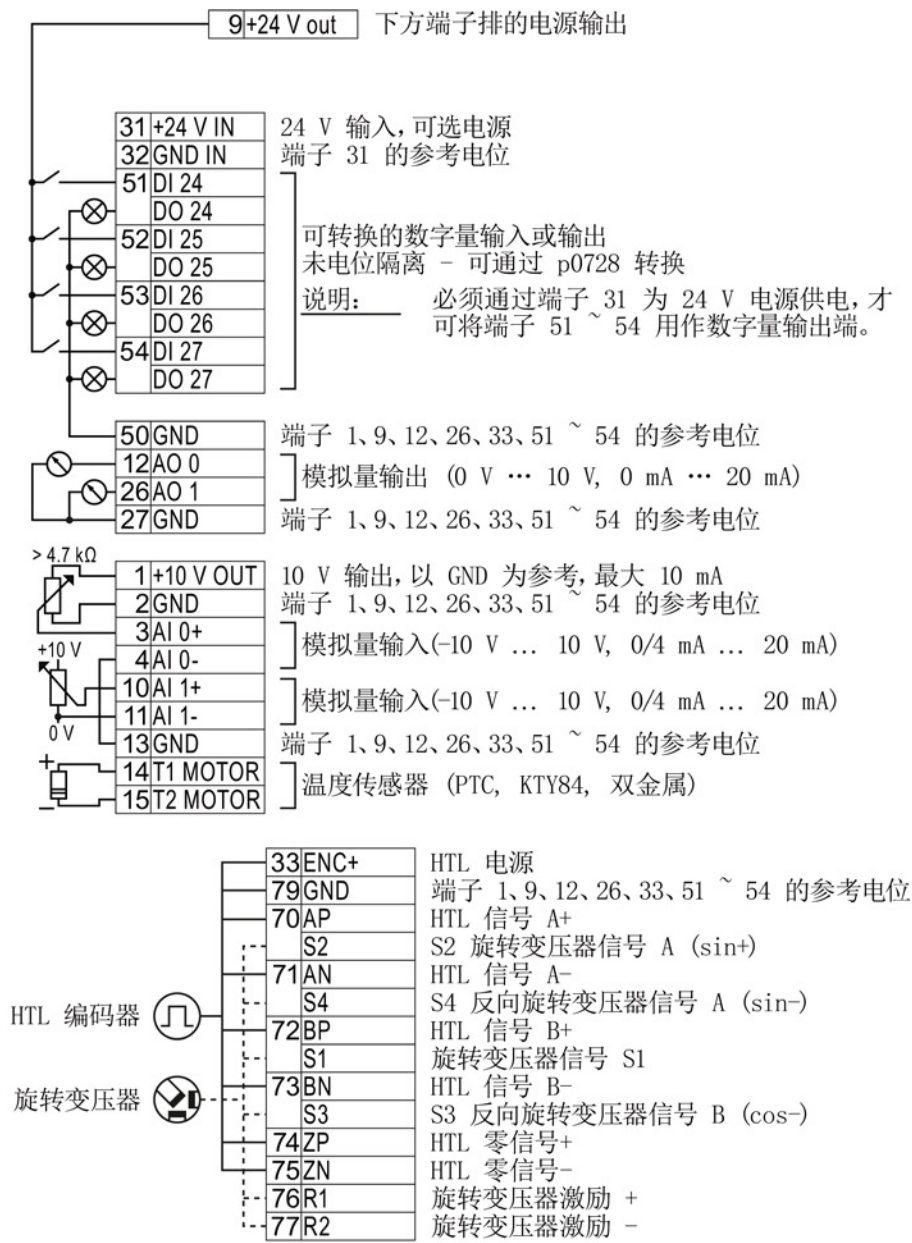 9 +24 V out 下方端子排的电源输出
31 +24 V IN 24 V 输入，可选电源
32 GND IN 端子 31 的参考电位
51 DI 24
DO 24
52 DI 25 可转换的数字量输入或输出
DO 25 未电位隔离 - 可通过 p0728 转换
53 DI 26 说明： 必须通过端子 31 为 24 V 电源供电，才
DO 26 可将端子 51 ~ 54 用作数字量输出端。
54 DI 27
DO 27
50 GND 端子 1、9、12、26、33、51 ~ 54 的参考电位
12 AO 0 模拟量输出 (0 V ··· 10 V, 0 mA ··· 20 mA)
26 AO 1
27 GND 端子 1、9、12、26、33、51 ~ 54 的参考电位
> 4.7 kΩ
1 +10 V OUT 10 V 输出，以 GND 为参考，最大 10 mA
2 GND 端子 1、9、12、26、33、51 ~ 54 的参考电位
3 AI 0+ 模拟量输入(-10 V ... 10 V, 0/4 mA ... 20 mA)
+10 V
4 AI 0-
10 AI 1+ 模拟量输入(-10 V ... 10 V, 0/4 mA ... 20 mA)
11 AI 1-
0 V
13 GND 端子 1、9、12、26、33、51 ~ 54 的参考电位
+
14 T1 MOTOR 温度传感器 (PTC, KTY84, 双金属)
−
15 T2 MOTOR
33 ENC+ HTL 电源
79 GND 端子 1、9、12、26、33、51 ~ 54 的参考电位
70 AP HTL 信号 A+
S2 S2 旋转变压器信号 A (sin+)
71 AN HTL 信号 A-
S4 S4 反向旋转变压器信号 A (sin-)
HTL 编码器
72 BP HTL 信号 B+
S1 旋转变压器信号 S1
旋转变压器
73 BN HTL 信号 B-
S3 S3 反向旋转变压器信号 B (cos-)
74 ZP HTL 零信号+
75 ZN HTL 零信号-
76 R1 旋转变压器激励 +
77 R2 旋转变压器激励 -